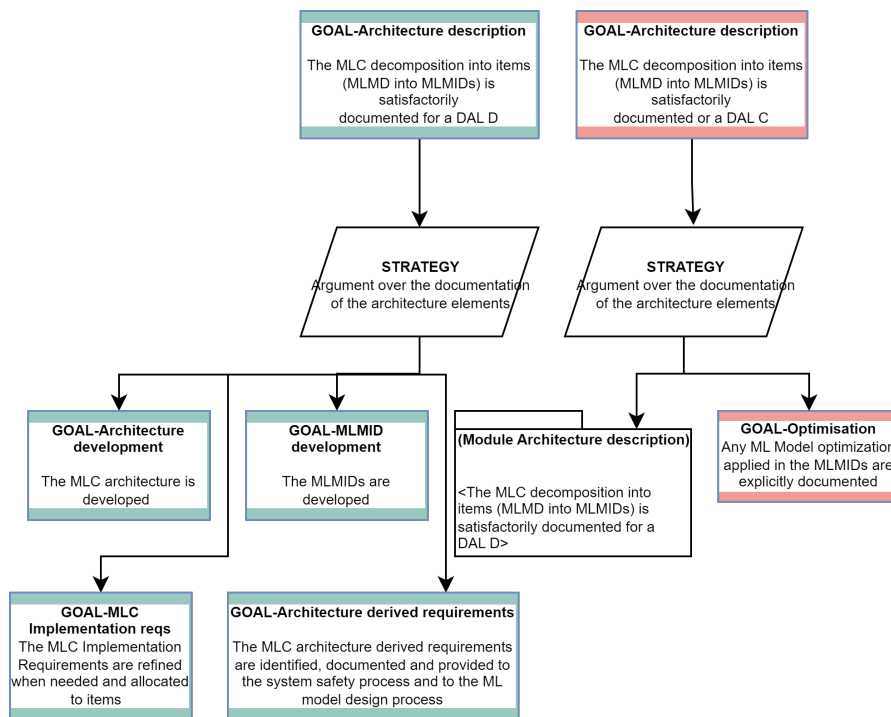 GOAL-Architecture description
The MLC decomposition into items
(MLMD into MLMIDs) is
satisfactorily
documented for a DAL D
GOAL-Architecture description
The MLC decomposition into items
(MLMD into MLMIDs) is
satisfactorily
documented or a DAL C
STRATEGY
Argument over the documentation
of the architecture elements
STRATEGY
Argument over the documentation
of the architecture elements
GOAL-Architecture
development
The MLC architecture is
developed
GOAL-MLMID
development
The MLMIDs are
developed
(Module Architecture description)
<The MLC decomposition into
items (MLMD into MLMIDs) is
satisfactorily documented for a
DAL D>
GOAL-Optimisation
Any ML Model optimization
applied in the MLMIDs are
explicitly documented
GOAL-MLC
Implementation reqs
The MLC Implementation
Requirements are refined
when needed and allocated
to items
GOAL-Architecture derived requirements
The MLC architecture derived requirements
are identified, documented and provided to
the system safety process and to the ML
model design process